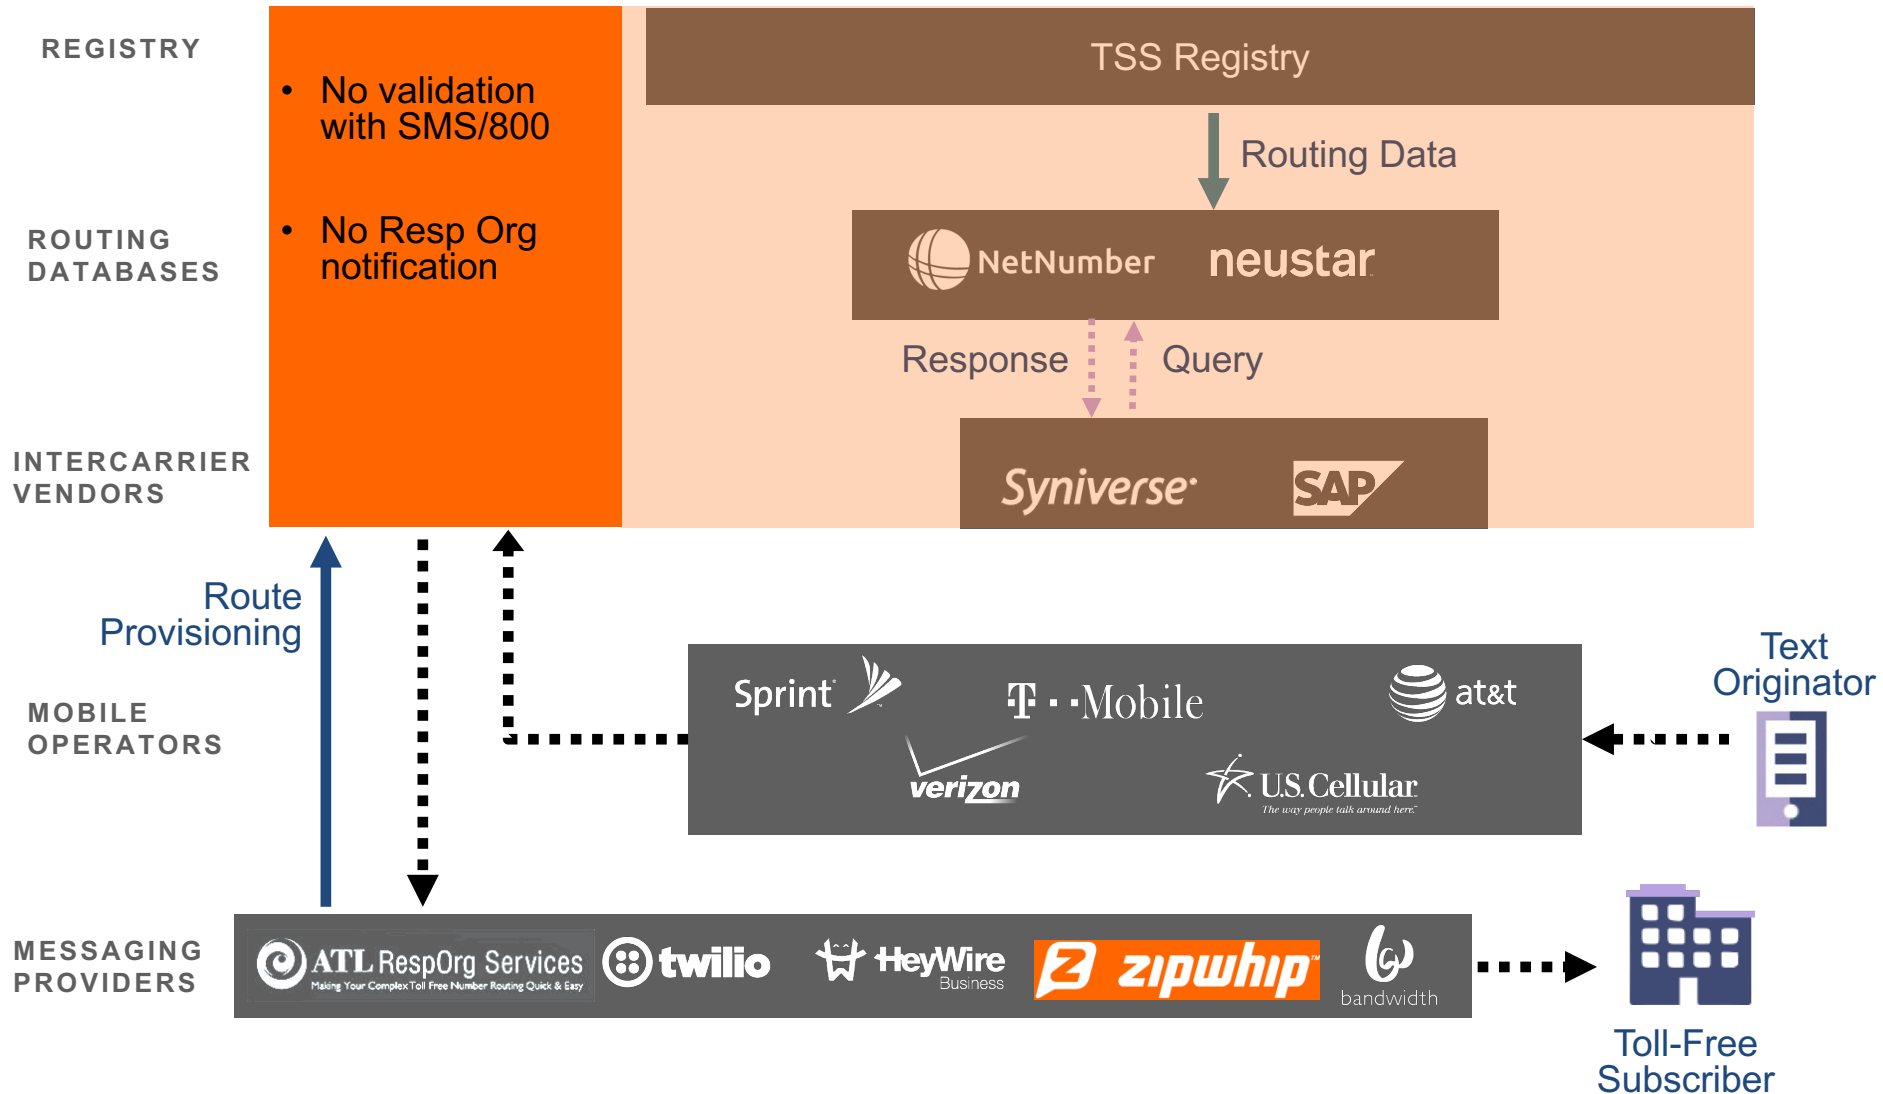 REGISTRY
• No validation
with SMS/800
• No Resp Org
notification
TSS Registry
Routing Data
ROUTING
DATABASES
NetNumber
neustar
Response
Query
INTERCARRIER
VENDORS
Syniverse
SAP
Route
Provisioning
MOBILE
OPERATORS
Sprint
T··Mobile
at&t
verizon
U.S. Cellular
The way people talk around here.
Text
Originator
MESSAGING
PROVIDERS
ATL RespOrg Services
Making Your Complex Toll Free Number Routing Quick & Easy
twilio
HeyWire
Business
zipwhip™
bandwidth
Toll-Free
Subscriber